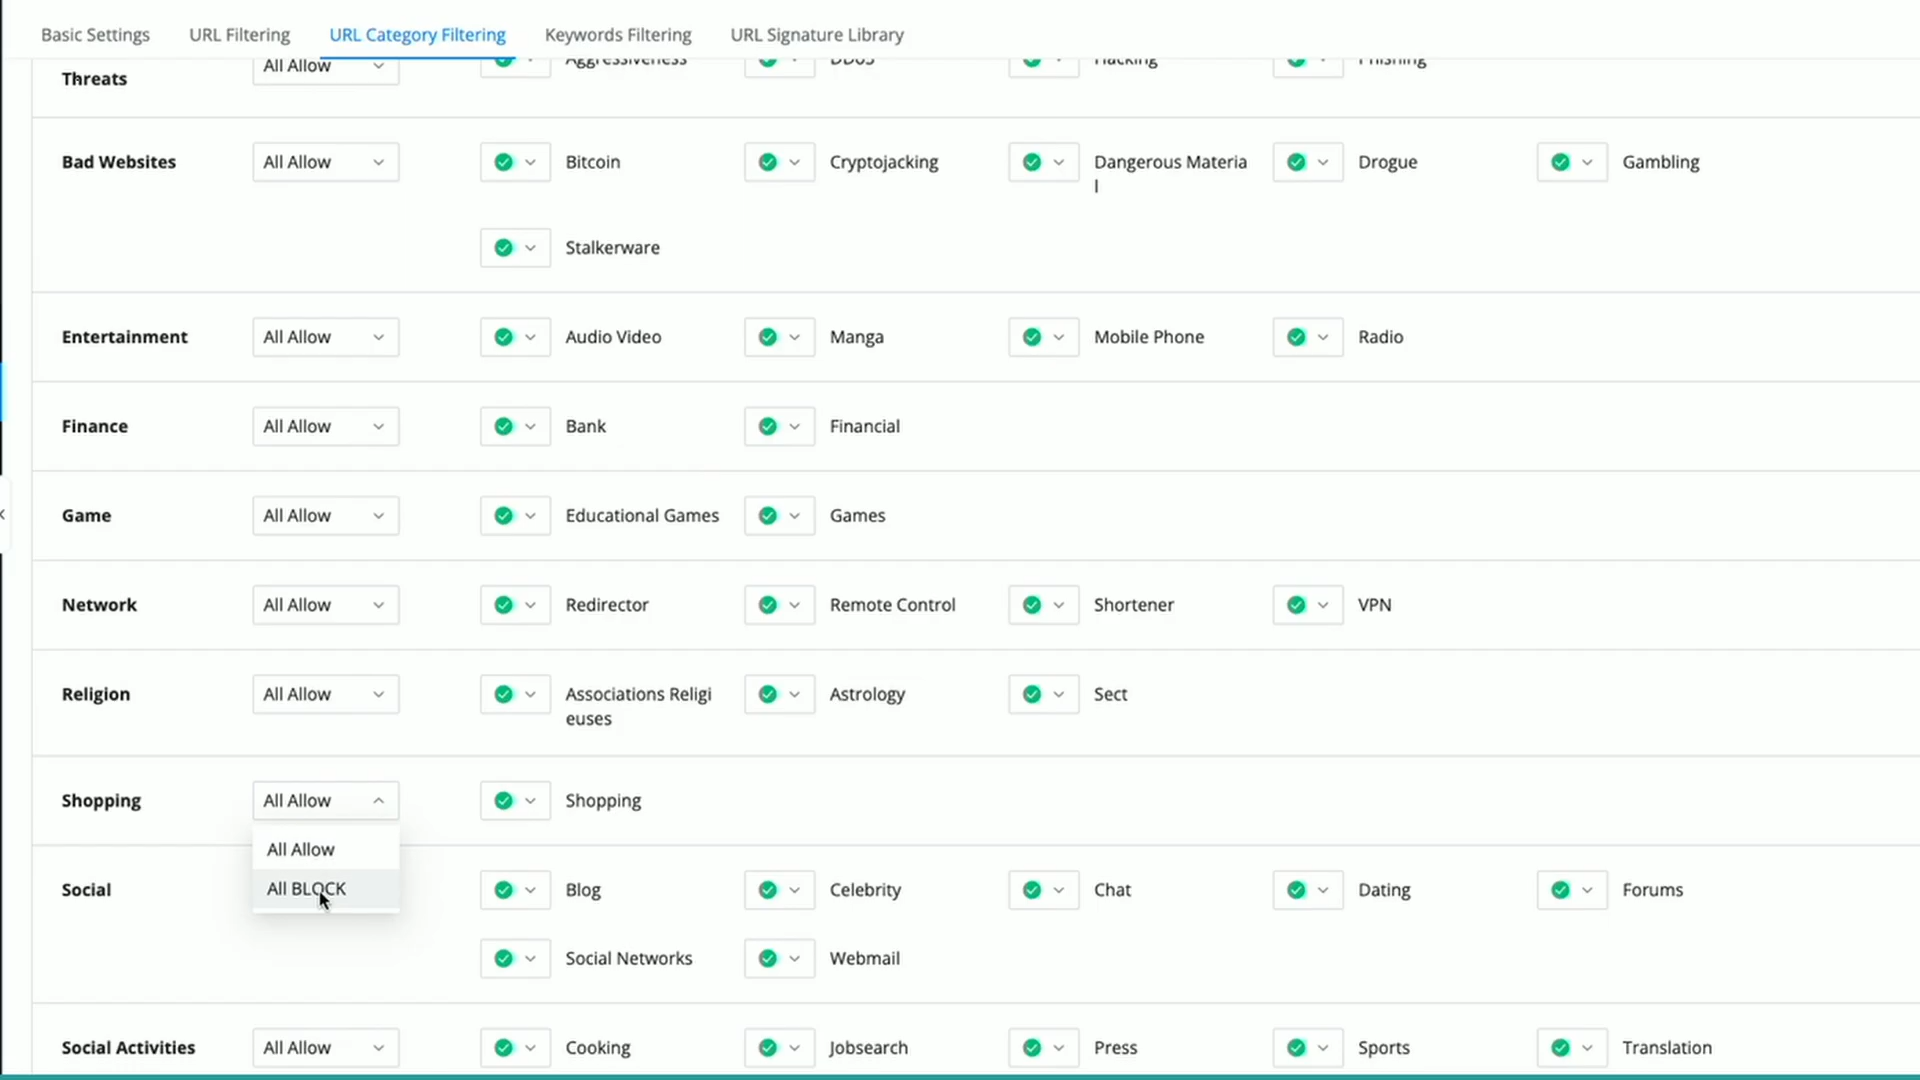 Basic Settings URL Filtering URL Category Filtering Keywords Filtering URL Signature Library
Threats All Allow Aggressiveness DDoS Hacking Phishing
Bad Websites All Allow Bitcoin Cryptojacking Dangerous Materia Drogue Gambling
l
Stalkerware
Entertainment All Allow Audio Video Manga Mobile Phone Radio
Finance All Allow Bank Financial
Game All Allow Educational Games Games
Network All Allow Redirector Remote Control Shortener VPN
Religion All Allow Associations Religi Astrology Sect
euses
Shopping All Allow Shopping
All Allow
Social All BLOCK Blog Celebrity Chat Dating Forums
Social Networks Webmail
Social Activities All Allow Cooking Jobsearch Press Sports Translation